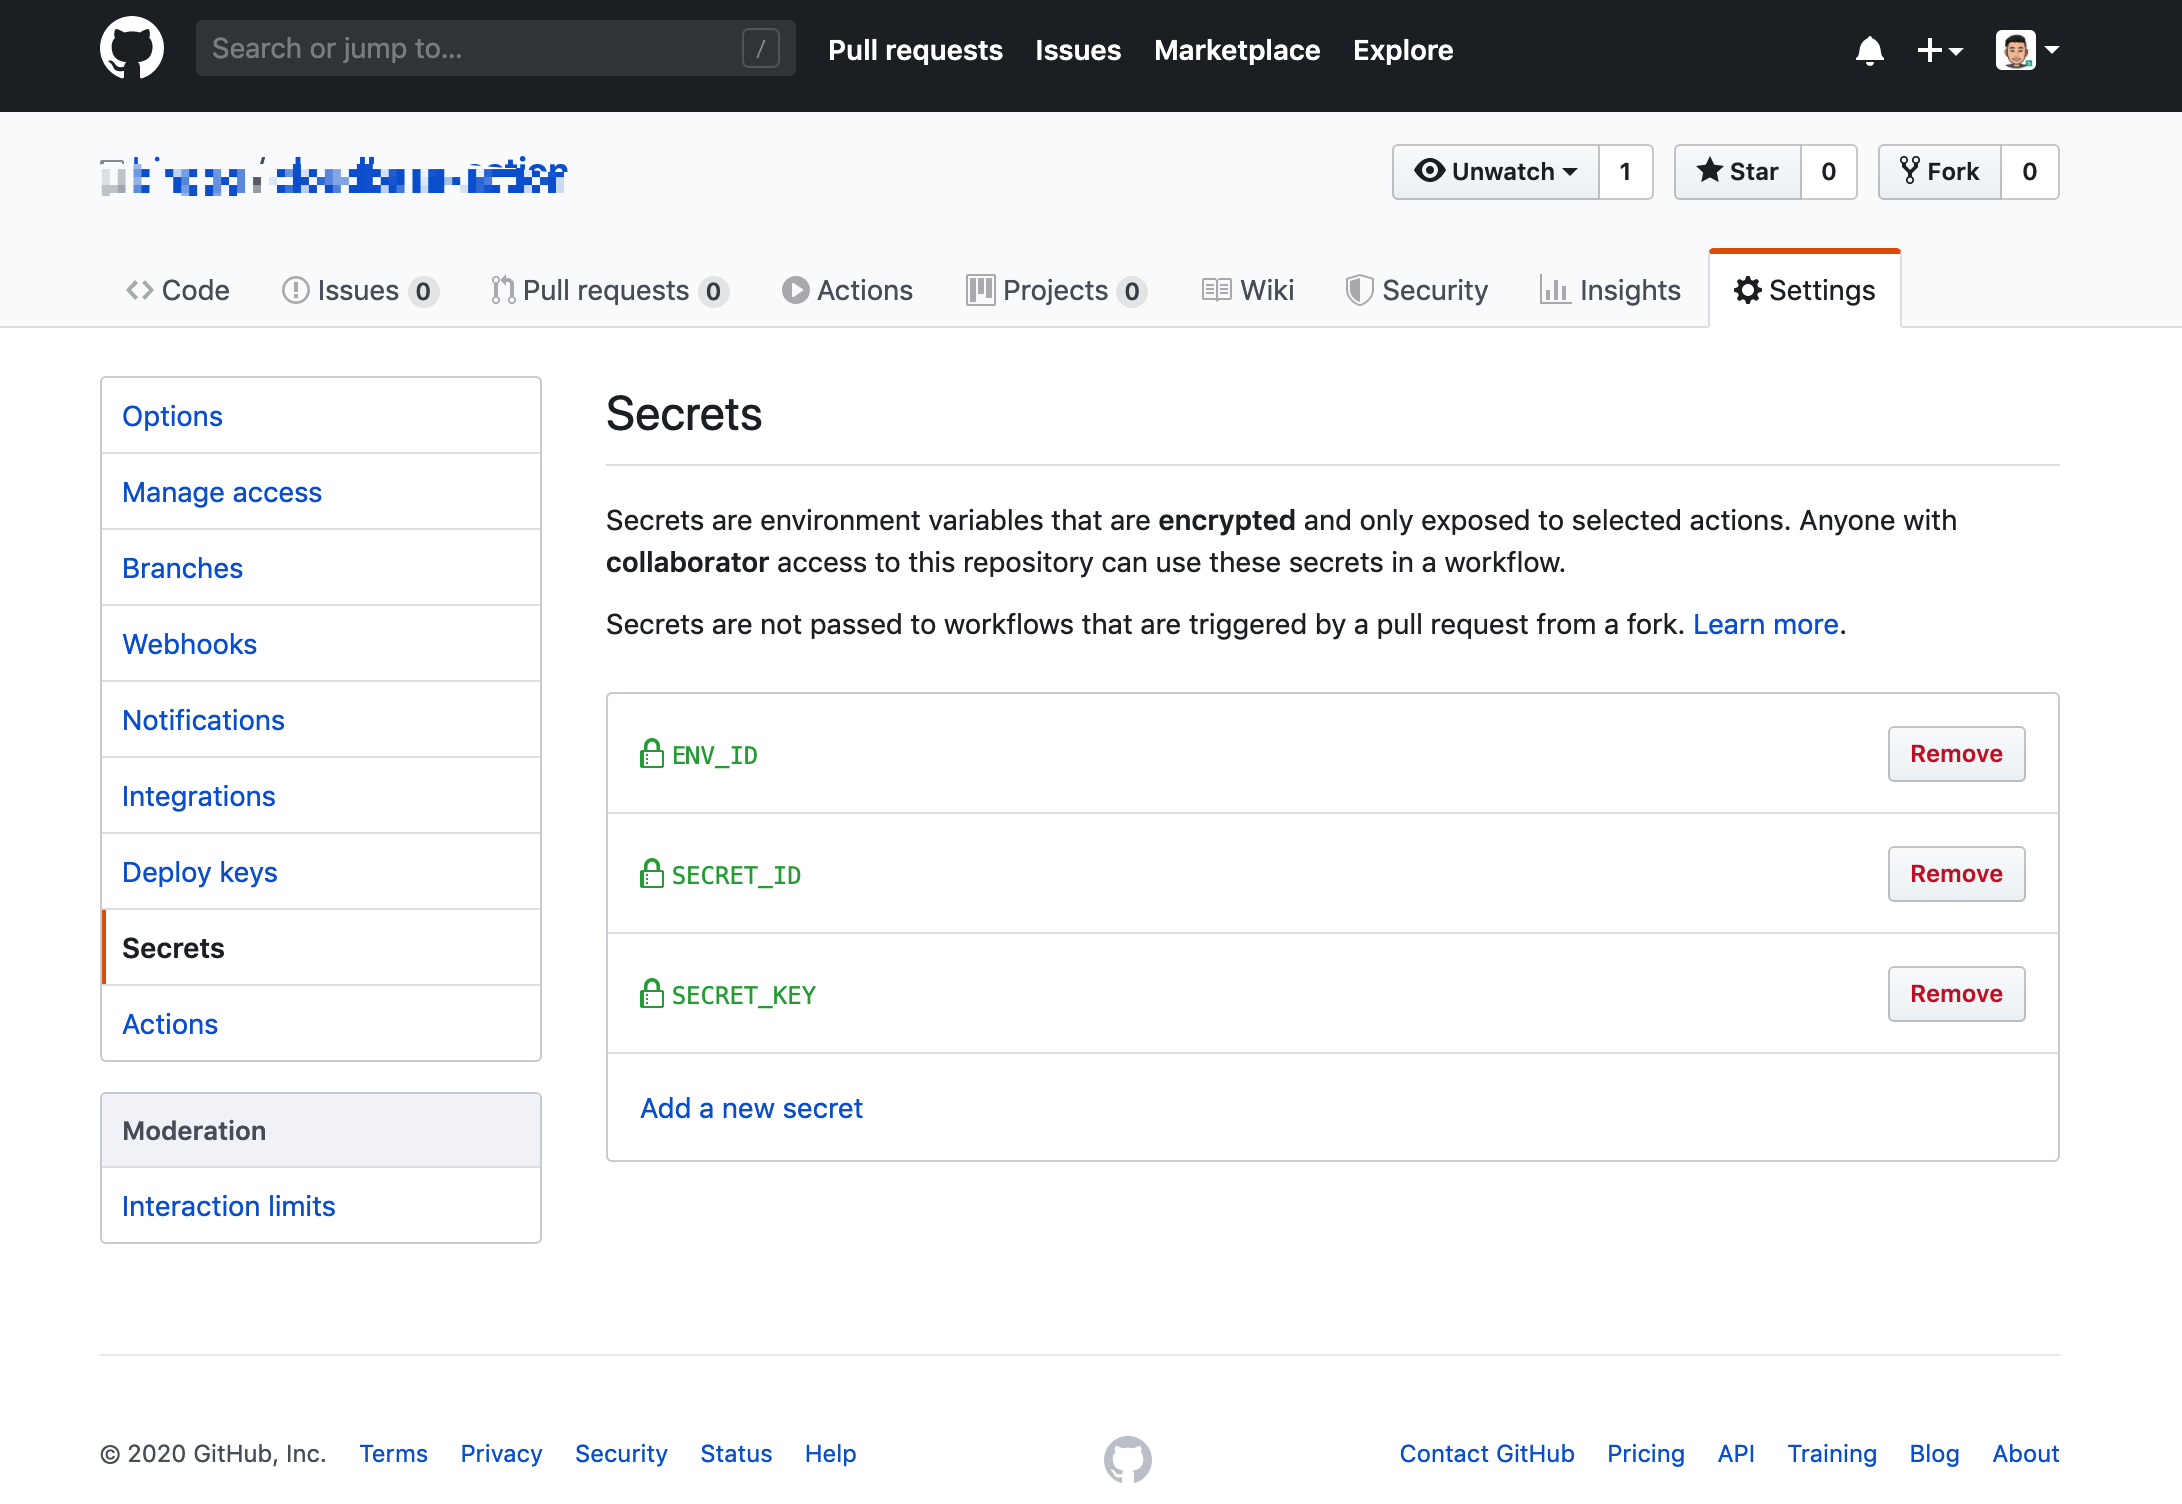 Search or jump to... /
Pull requests Issues Marketplace Explore
/
Unwatch 1 Star 0 Fork 0
Code Issues 0 Pull requests 0 Actions Projects 0 Wiki Security Insights Settings
Options
Manage access
Branches
Webhooks
Notifications
Integrations
Deploy keys
Secrets
Actions
Moderation
Interaction limits
Secrets
Secrets are environment variables that are encrypted and only exposed to selected actions. Anyone with
collaborator access to this repository can use these secrets in a workflow.
Secrets are not passed to workflows that are triggered by a pull request from a fork. Learn more.
ENV_ID Remove
SECRET_ID Remove
SECRET_KEY Remove
Add a new secret
© 2020 GitHub, Inc. Terms Privacy Security Status Help
Contact GitHub Pricing API Training Blog About